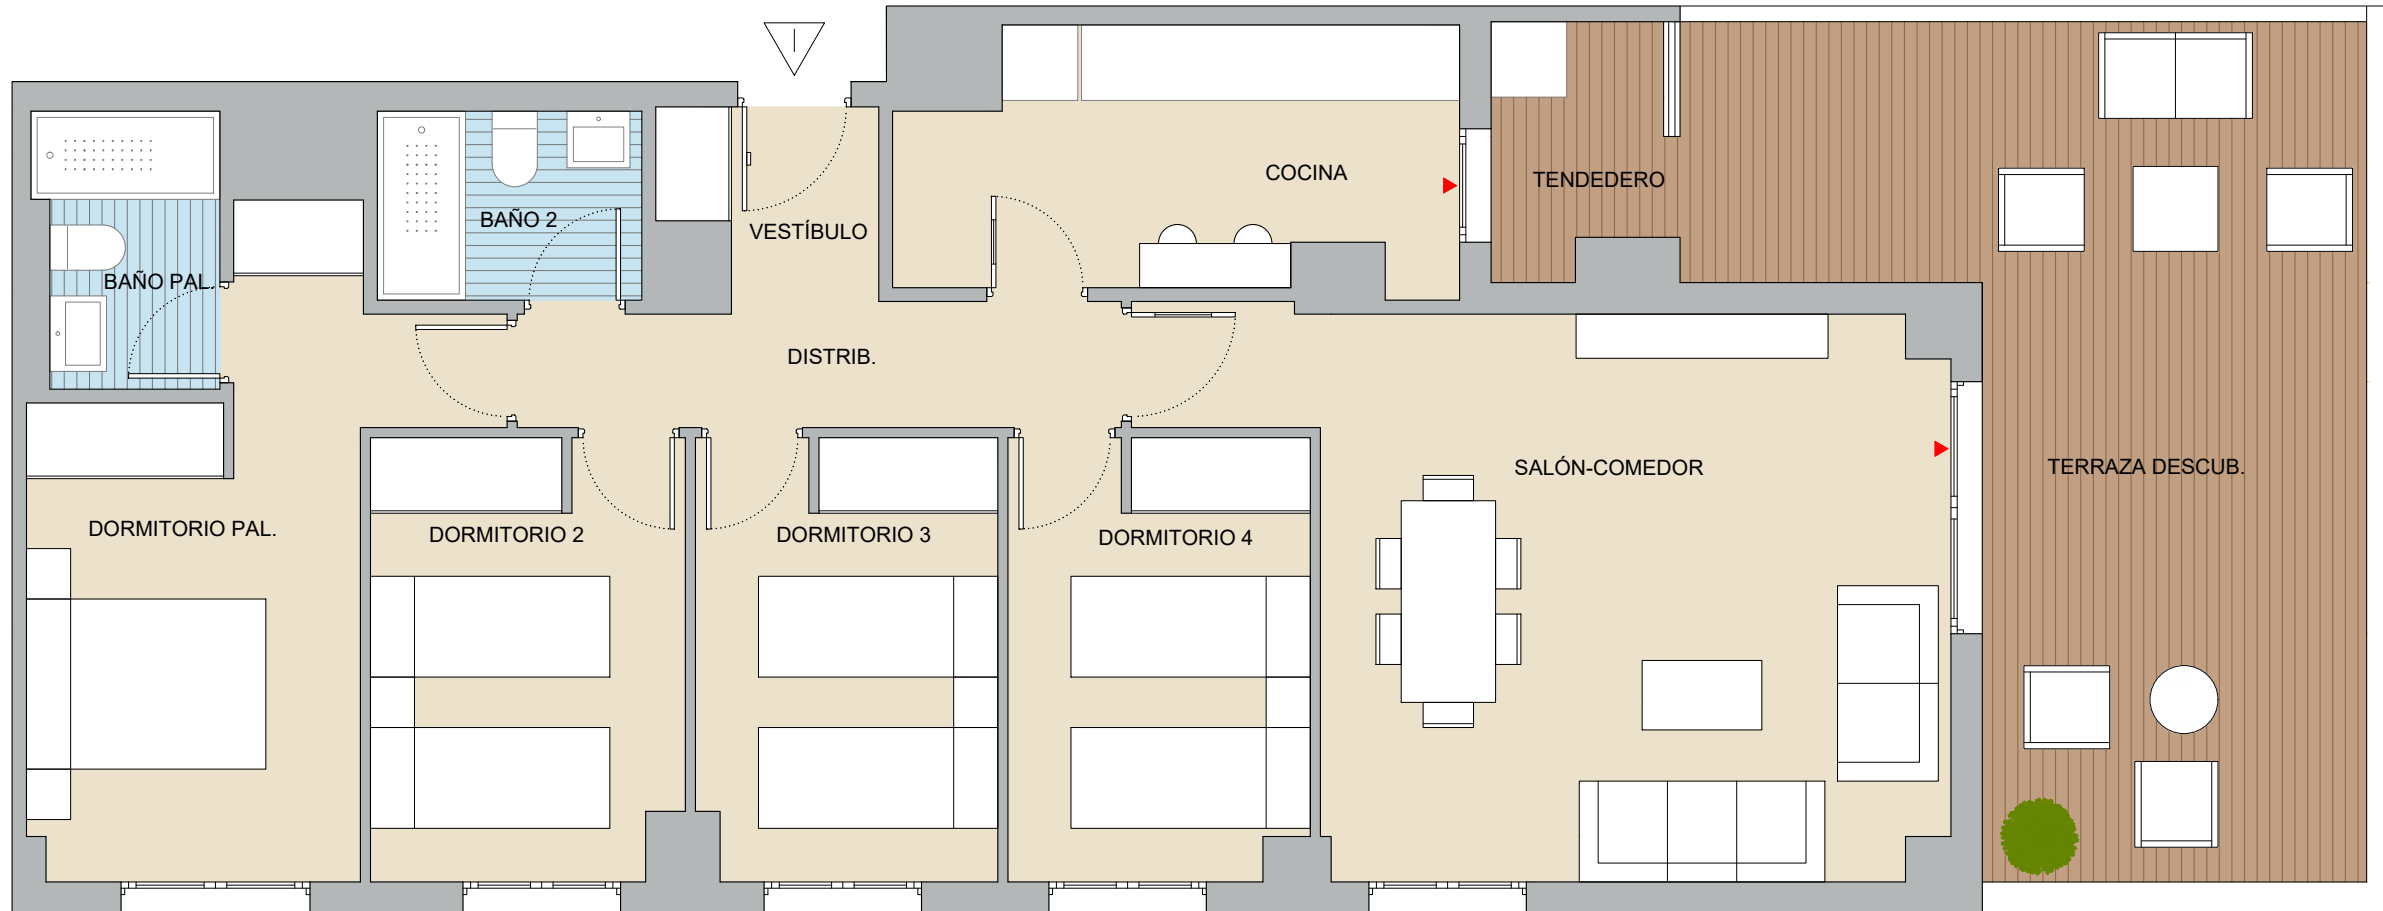 COCINA
TENDEDERO
BAÑO 2
VESTÍBULO
BAÑO PAL.
DISTRIB.
SALÓN-COMEDOR
TERRAZA DESCUB.
DORMITORIO PAL.
DORMITORIO 2
DORMITORIO 3
DORMITORIO 4